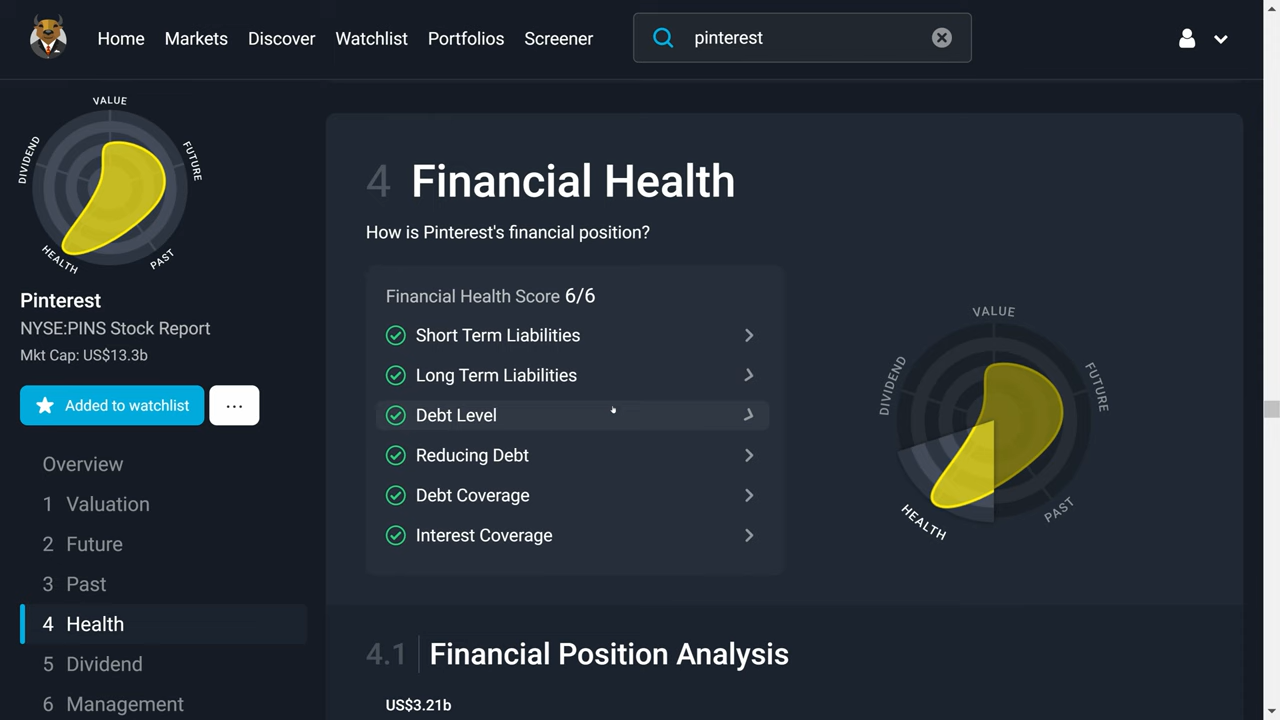 Home Markets Discover Watchlist Portfolios Screener pinterest
VALUE
FUTURE
PAST
HEALTH
DIVIDEND
Pinterest
NYSE:PINS Stock Report
Mkt Cap: US$13.3b
Added to watchlist ...
Overview
1 Valuation
2 Future
3 Past
4 Health
5 Dividend
6 Management
4 Financial Health
How is Pinterest's financial position?
Financial Health Score 6/6
Short Term Liabilities
Long Term Liabilities
Debt Level
Reducing Debt
Debt Coverage
Interest Coverage
VALUE
FUTURE
PAST
HEALTH
DIVIDEND
4.1 Financial Position Analysis
US$3.21b